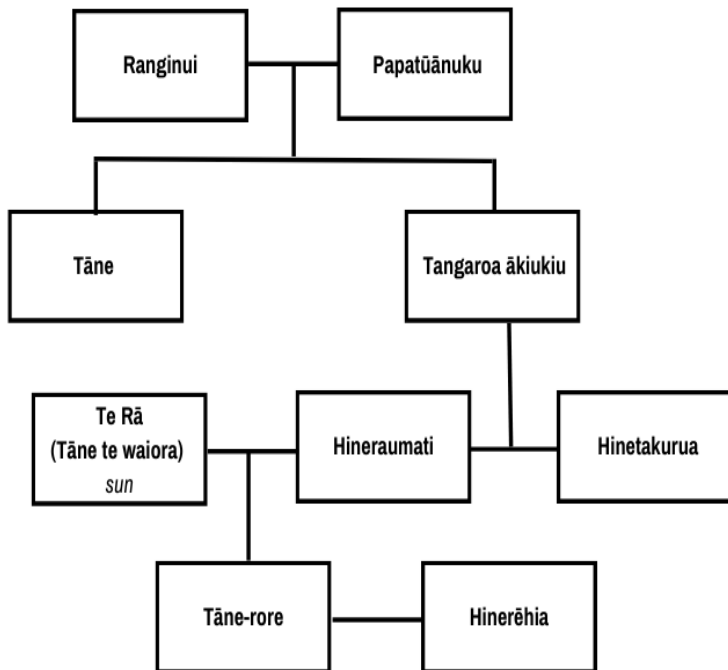 Ranginui
Papatūānuku
Tāne
Tangaroa ākiukiu
Te Rā
(Tāne te waiora)
sun
Hineraumati
Hinetakurua
Tāne-rore
Hinerēhia